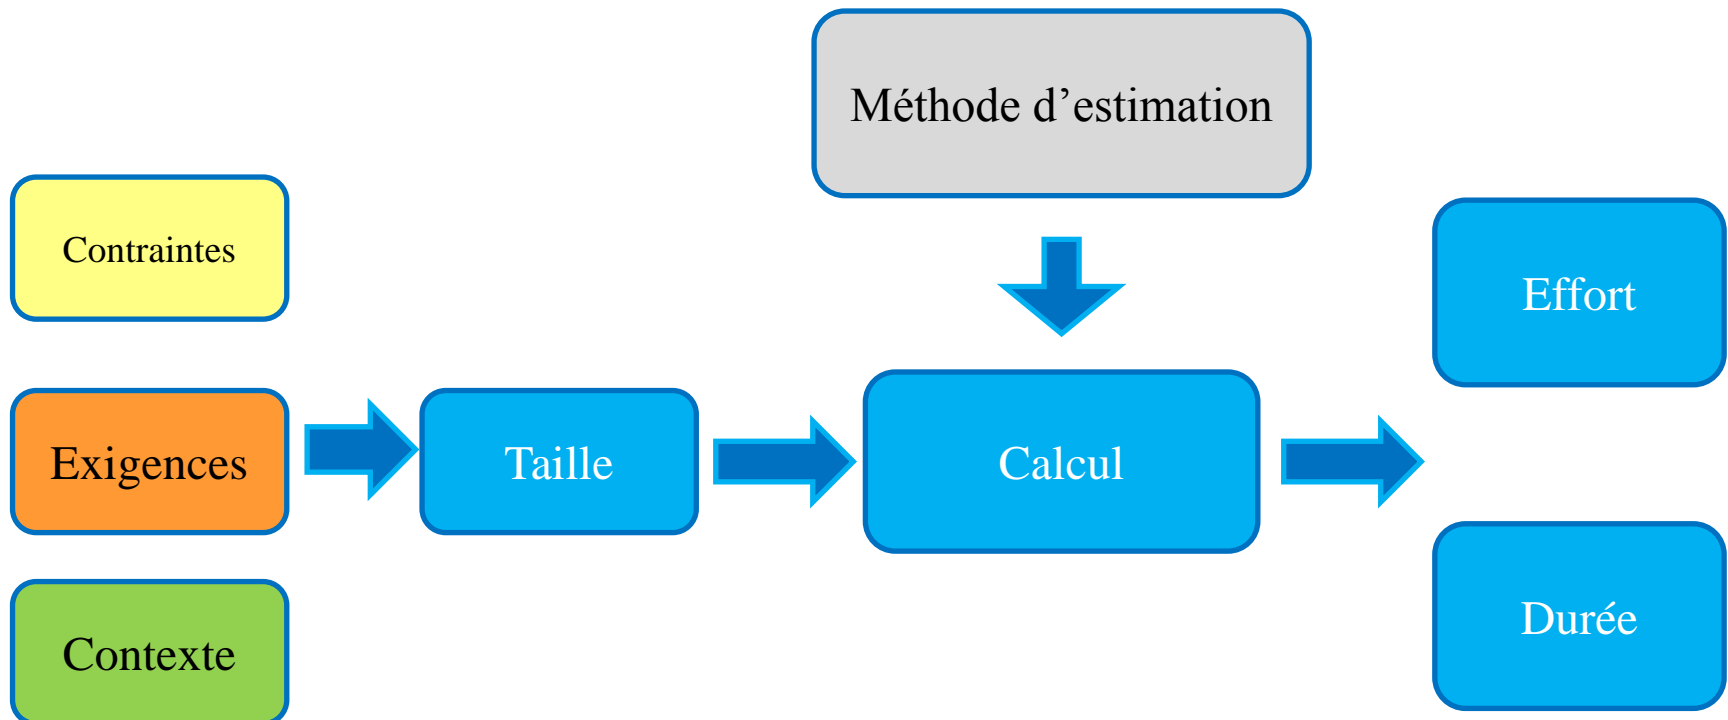 Méthode d’estimation
Contraintes
Effort
Exigences
Taille
Calcul
Contexte
Durée